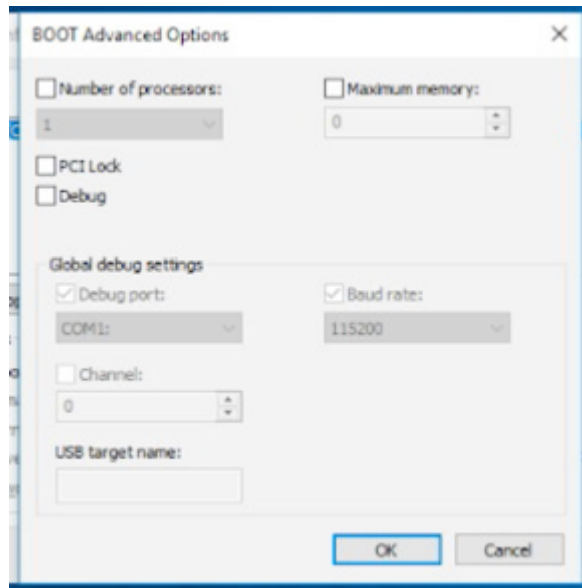 BOOT Advanced Options
Number of processors:
Maximum memory:
1
0
PCI Lock
Debug
Global debug settings
Debug port:
Baud rate:
COM1:
115200
Channel:
0
USB target name:
OK
Cancel